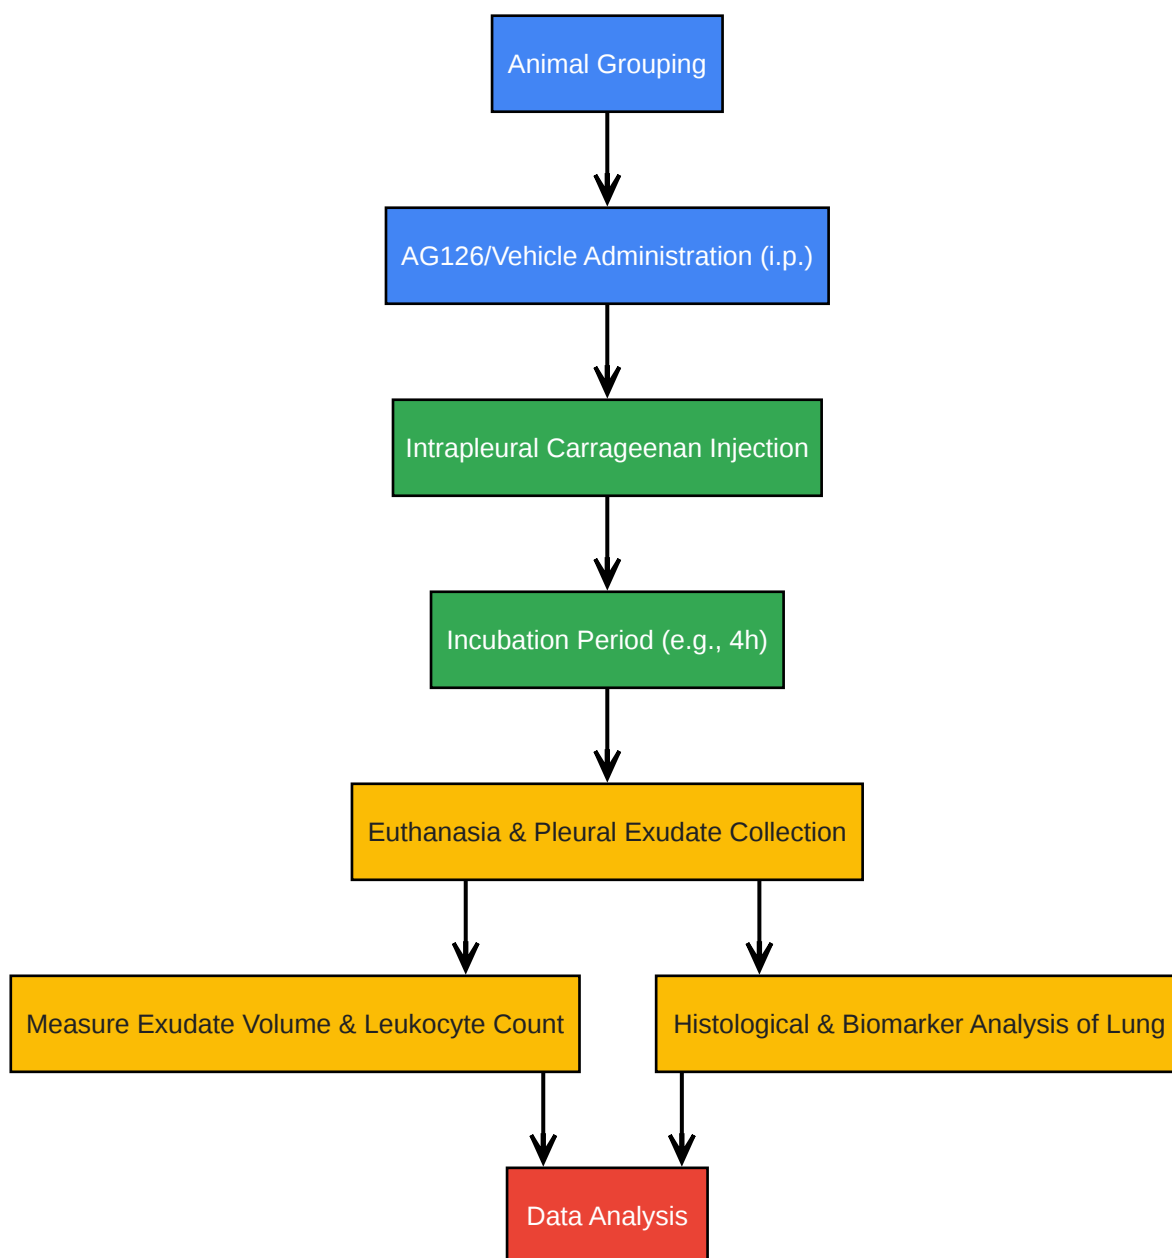 Animal Grouping
AG126/Vehicle Administration (i.p.)
Intrapleural Carrageenan Injection
Incubation Period (e.g., 4h)
Euthanasia & Pleural Exudate Collection
Measure Exudate Volume & Leukocyte Count
Histological & Biomarker Analysis of Lung
Data Analysis